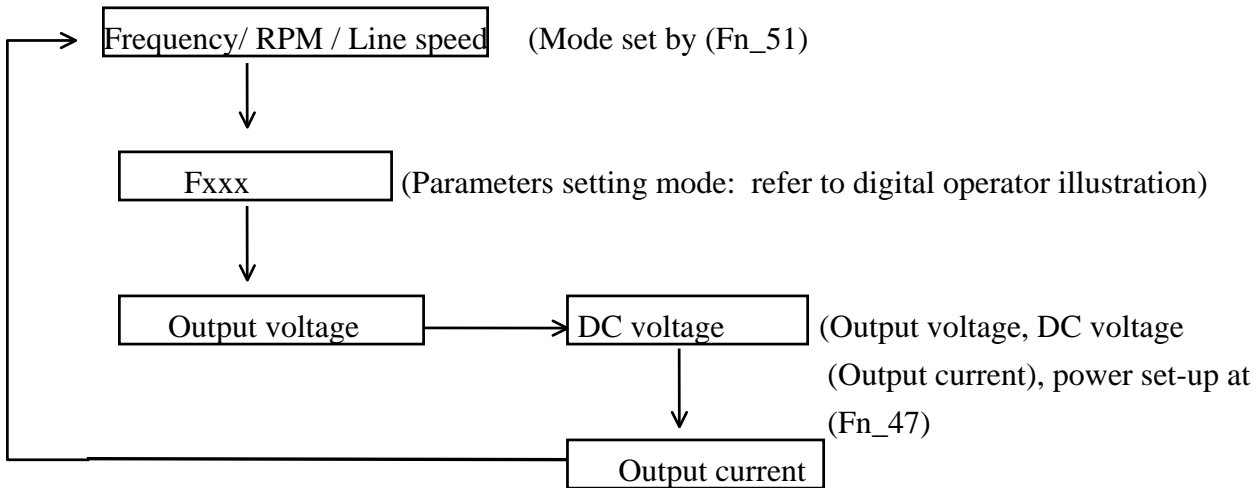 Frequency/ RPM / Line speed (Mode set by (Fn_51)
Fxxx (Parameters setting mode: refer to digital operator illustration)
Output voltage DC voltage (Output voltage, DC voltage
(Output current), power set-up at
(Fn_47)
Output current